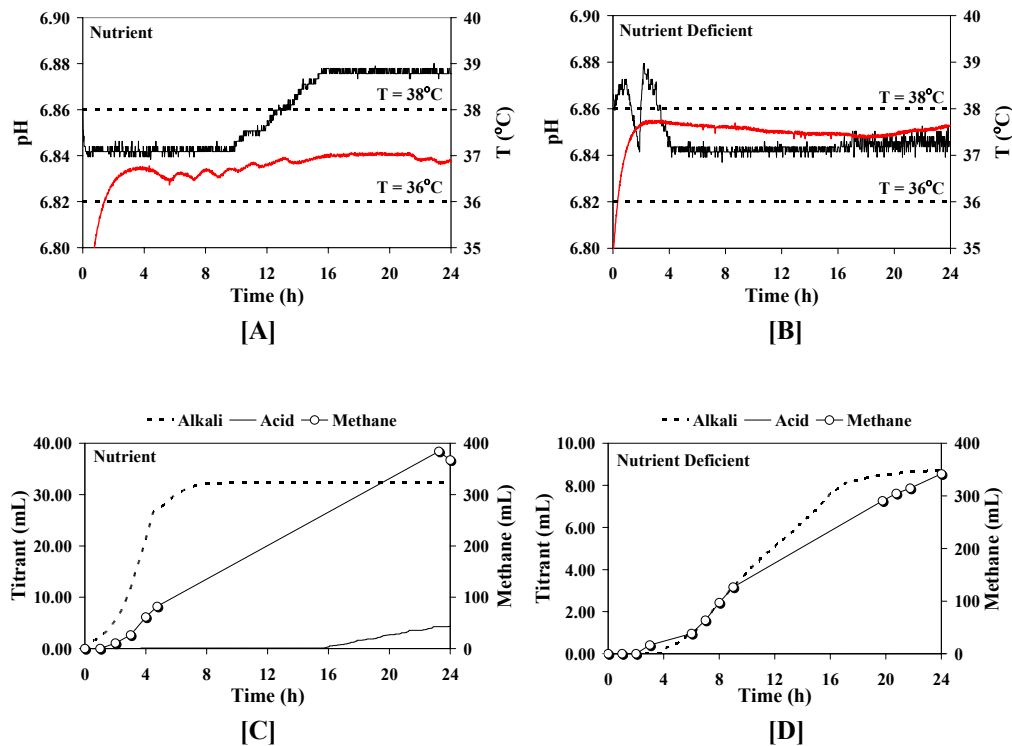 Nutrient
T = 38°C
T = 36°C
6.90
6.88
6.86
6.84
6.82
6.80
pH
40
39
38
37
36
35
T (°C)
0 4 8 12 16 20 24
Time (h)
[A]
Nutrient Deficient
T = 38°C
T = 36°C
6.90
6.88
6.86
6.84
6.82
6.80
pH
40
39
38
37
36
35
T (°C)
0 4 8 12 16 20 24
Time (h)
[B]
Alkali Acid Methane
Nutrient
40.00
30.00
20.00
10.00
0.00
Titrant (mL)
400
300
200
100
0
Methane (mL)
0 4 8 12 16 20 24
Time (h)
[C]
Alkali Acid Methane
Nutrient Deficient
10.00
8.00
6.00
4.00
2.00
0.00
Titrant (mL)
400
300
200
100
0
Methane (mL)
0 4 8 12 16 20 24
Time (h)
[D]